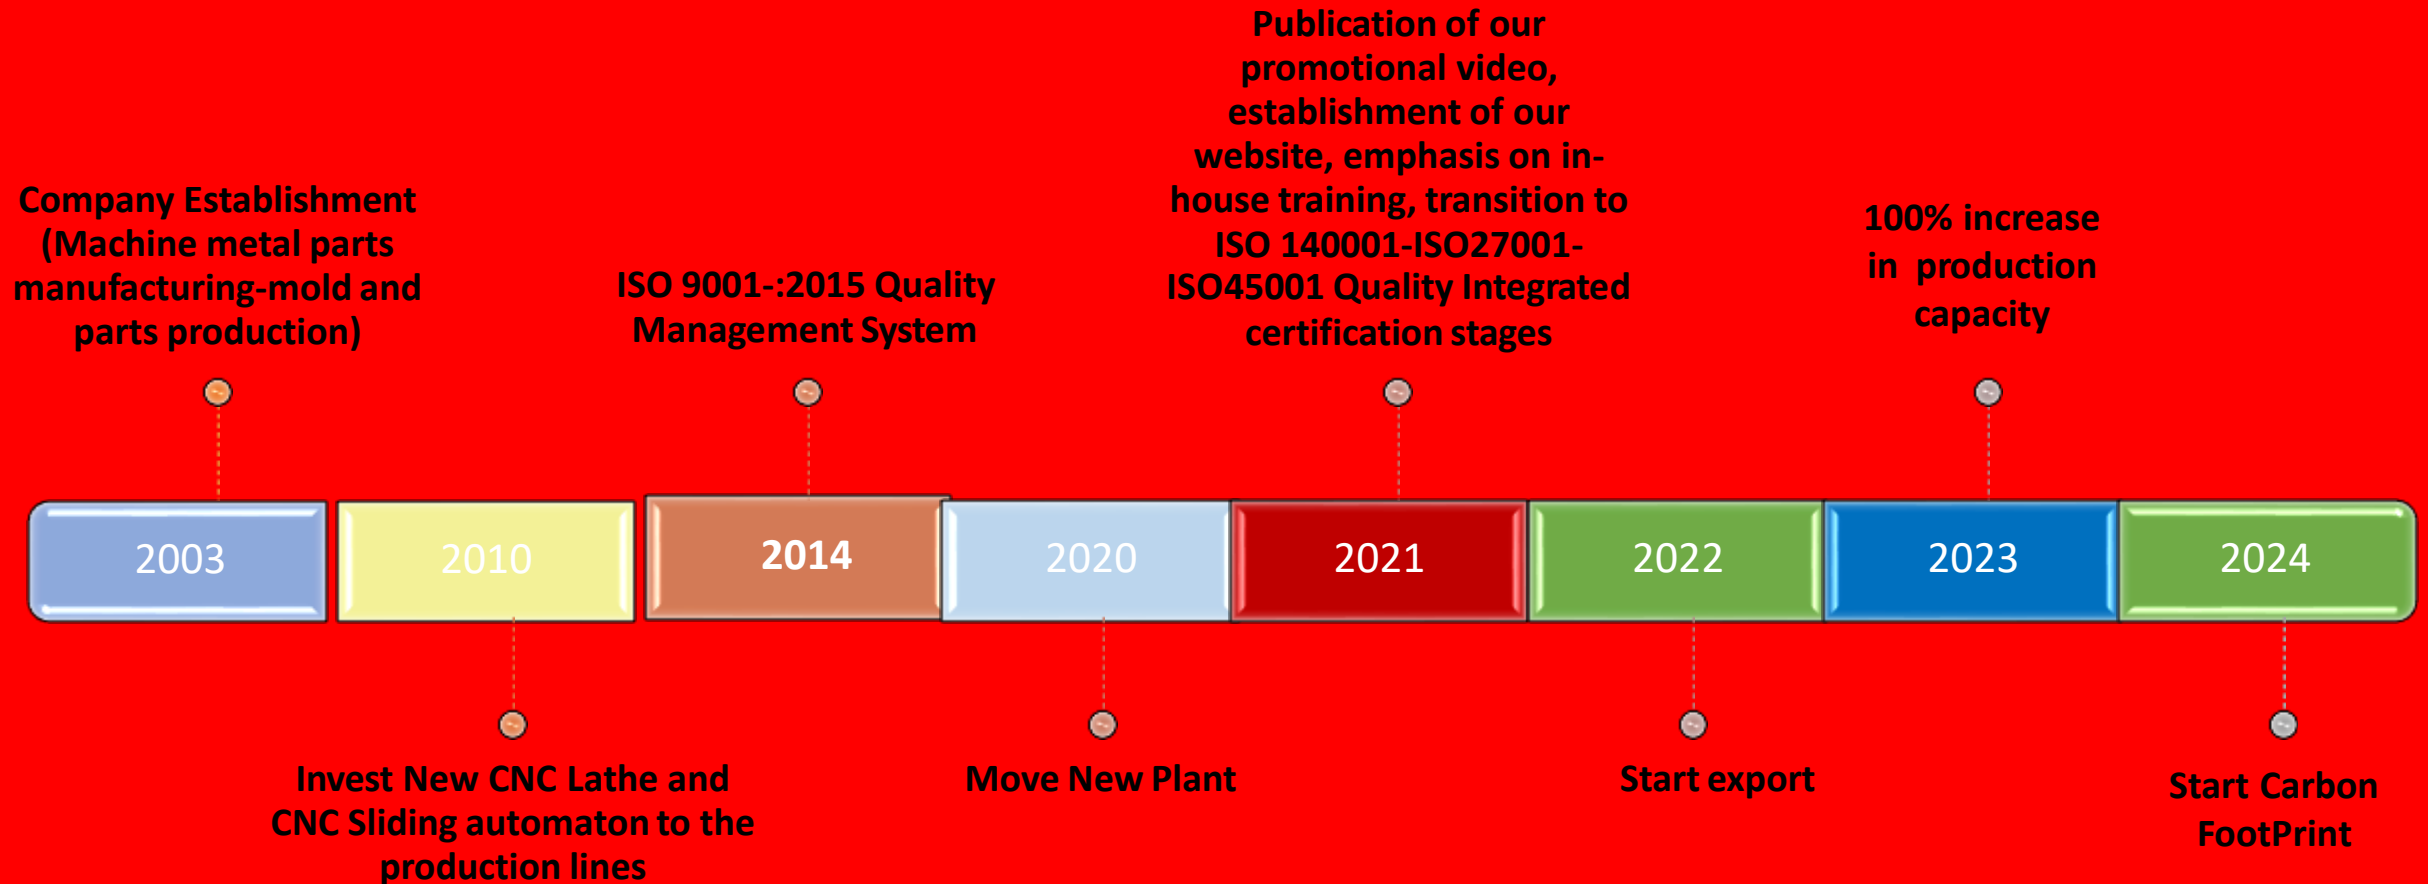 Company Establishment
(Machine metal parts
manufacturing-mold and
parts production)
ISO 9001-:2015 Quality
Management System
Publication of our
promotional video,
establishment of our
website, emphasis on in-
house training, transition to
ISO 140001-ISO27001-
ISO45001 Quality Integrated
certification stages
100% increase
in production
capacity
2003
2010
2014
2020
2021
2022
2023
2024
Invest New CNC Lathe and
CNC Sliding automaton to the
production lines
Move New Plant
Start export
Start Carbon
FootPrint